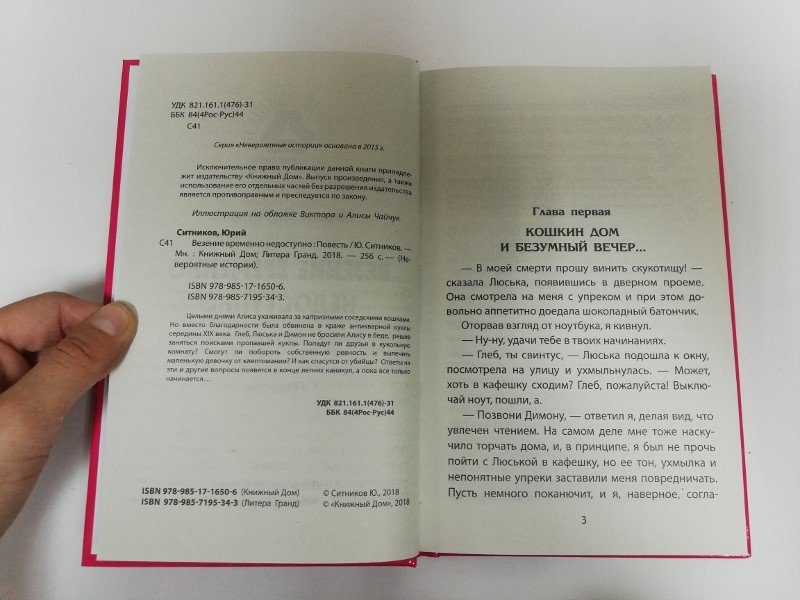 УДК 821.161.1(476)-31
ББК 84(4Рос-Рус)44
С41
Серия «Невероятные истории» основана в 2015 г.
Исключительное право публикации данной книги принадле-
жит издательству «Книжный Дом». Выпуск произведения, а также
использование его отдельных частей без разрешения издательства
является противоправным и преследуется по закону.
Иллюстрация на обложке Виктора и Алисы Чайчук
Ситников, Юрий
С41 Везение временно недоступно : Повесть / Ю. Ситников. —
Мн. : Книжный Дом; Литера Гранд. 2018. — 256 с. — (Не-
вероятные истории).
ISBN 978-985-17-1650-6.
ISBN 978-985-7195-34-3.
Целыми днями Алиса ухаживала за капризными соседскими кошками.
Но вместо благодарности была обвинена в краже антикварной куклы
середины XIX века. Глеб, Люська и Димон не бросили Алису в беде, решив
заняться поисками пропавшей куклы. Попадут ли друзья в кукольную
комнату? Смогут ли побороть собственную ревность и вылечить
маленькую девочку от клептомании? И как спасутся от убийцы? Ответы на
эти и другие вопросы появятся в конце летних каникул, а пока все только
начинается...
УДК 821.161.1(476)-31
ББК 84(4Рос-Рус)44
ISBN 978-985-17-1650-6 (Книжный Дом) © Ситников Ю., 2018
ISBN 978-985-7195-34-3 (Литера Гранд) © «Книжный Дом», 2018
Глава первая
КОШКИН ДОМ
И БЕЗУМНЫЙ ВЕЧЕР...
— В моей смерти прошу винить скукотищу! —
сказала Люська, появившись в дверном проеме.
Она смотрела на меня с упреком и при этом до-
вольно аппетитно доедала шоколадный батончик.
Оторвав взгляд от ноутбука, я кивнул.
— Ну-ну, удачи тебе в твоих начинаниях.
— Глеб, ты свинтус, — Люська подошла к окну,
посмотрела на улицу и ухмыльнулась. — Может,
хоть в кафешку сходим? Глеб, пожалуйста! Выклю-
чай ноут, пошли, а.
— Позвони Димону, — ответил я, делая вид, что
увлечен чтением. На самом деле мне тоже наску-
чило торчать дома, и, в принципе, я был не прочь
пойти с Люськой в кафешку, но ее тон, ухмылка и
непонятные упреки заставили меня повредничать.
Пусть немного поканючит, и я, наверное, согла-
3